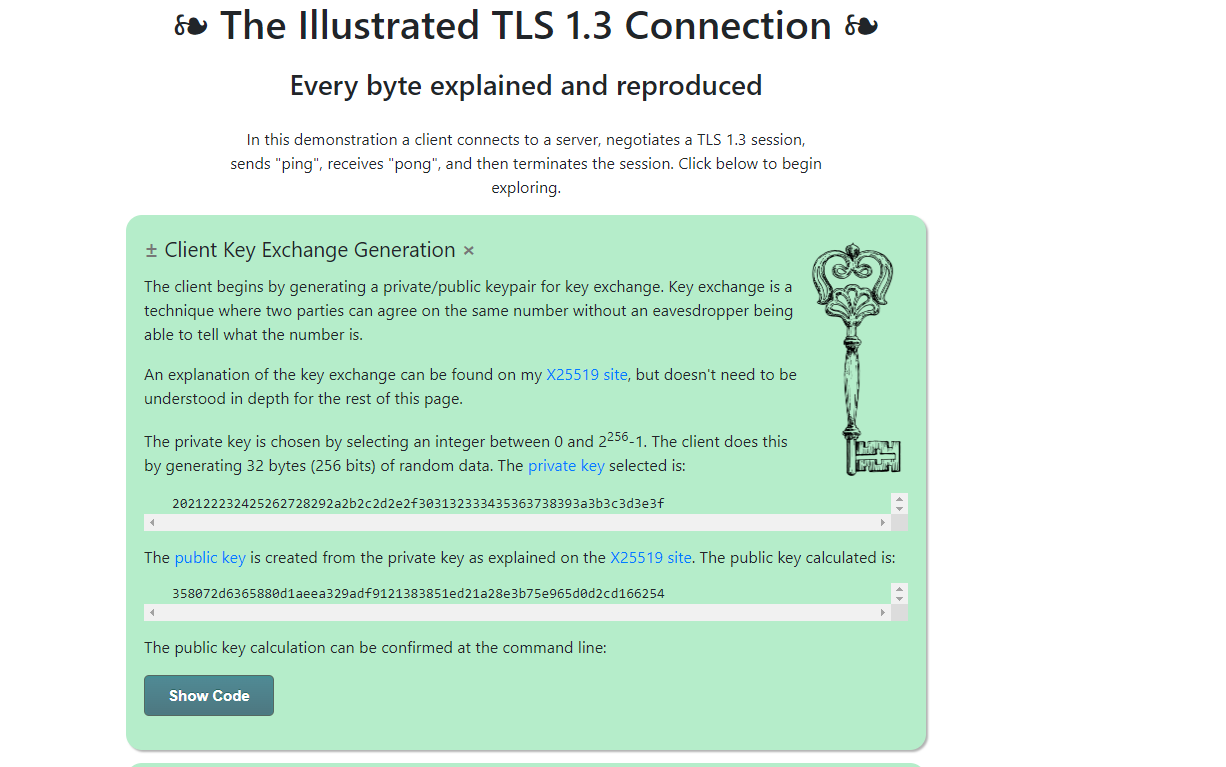 ❧ The Illustrated TLS 1.3 Connection ❧
Every byte explained and reproduced
In this demonstration a client connects to a server, negotiates a TLS 1.3 session,
sends "ping", receives "pong", and then terminates the session. Click below to begin
exploring.
± Client Key Exchange Generation ×
The client begins by generating a private/public keypair for key exchange. Key exchange is a
technique where two parties can agree on the same number without an eavesdropper being
able to tell what the number is.
An explanation of the key exchange can be found on my X25519 site, but doesn't need to be
understood in depth for the rest of this page.
The private key is chosen by selecting an integer between 0 and 2²⁵⁶-1. The client does this
by generating 32 bytes (256 bits) of random data. The private key selected is:
202122232425262728292a2b2c2d2e2f303132333435363738393a3b3c3d3e3f
The public key is created from the private key as explained on the X25519 site. The public key calculated is:
358072d6365880d1aeea329adf9121383851ed21a28e3b75e965d0d2cd166254
The public key calculation can be confirmed at the command line:
Show Code